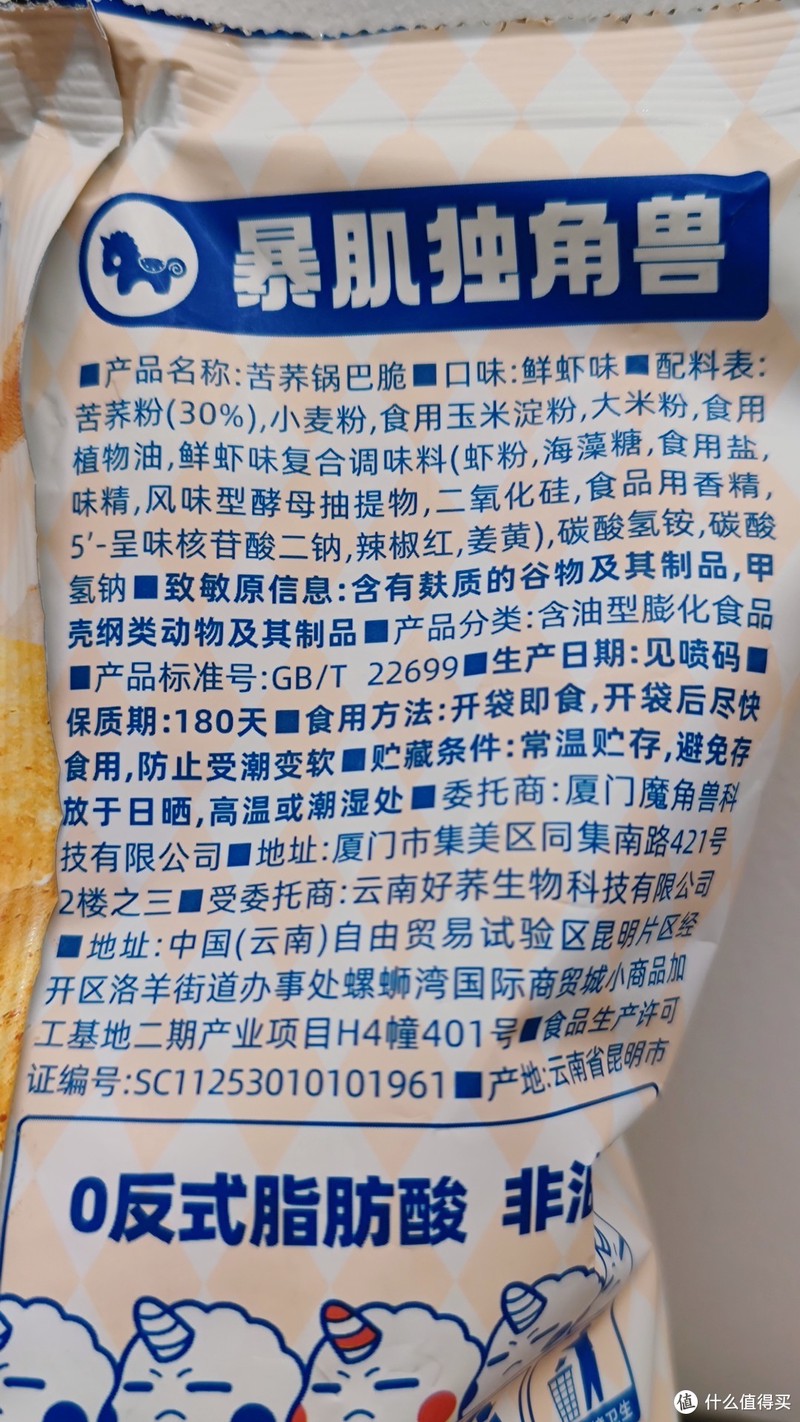 暴肌独角兽
■产品名称:苦荞锅巴脆■口味:鲜虾味■配料表:
苦荞粉(30%),小麦粉,食用玉米淀粉,大米粉,食用
植物油,鲜虾味复合调味料(虾粉,海藻糖,食用盐,
味精,风味型酵母抽提物,二氧化硅,食品用香精,
5′-呈味核苷酸二钠,辣椒红,姜黄),碳酸氢铵,碳酸
氢钠■致敏原信息:含有麸质的谷物及其制品,甲
壳纲类动物及其制品■产品分类:含油型膨化食品
■产品标准号:GB/T 22699■生产日期:见喷码■
保质期:180天■食用方法:开袋即食,开袋后尽快
食用,防止受潮变软■贮藏条件:常温贮存,避免存
放于日晒,高温或潮湿处■委托商:厦门魔角兽科
技有限公司■地址:厦门市集美区同集南路421号
2楼之三■受委托商:云南好荞生物科技有限公司
■地址:中国(云南)自由贸易试验区昆明片区经
开区洛羊街道办事处螺蛳湾国际商贸城小商品加
工基地二期产业项目H4幢401号■食品生产许可
证编号:SC11253010101961■产地:云南省昆明市
0反式脂肪酸 非油
卫生
值 什么值得买